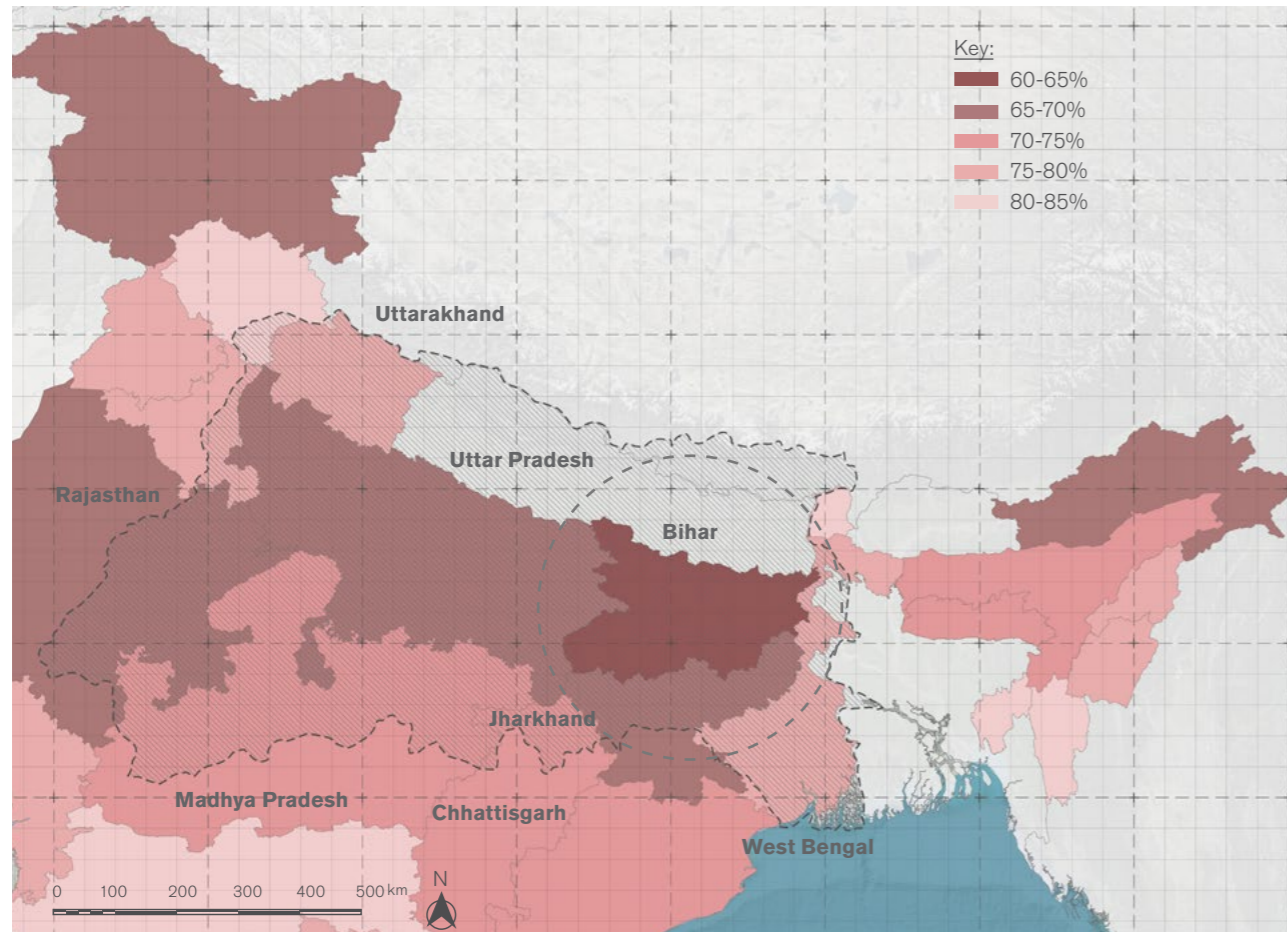 Key:
60-65%
65-70%
70-75%
75-80%
80-85%
Uttarakhand
Uttar Pradesh
Rajasthan
Bihar
Jharkhand
Madhya Pradesh
Chhattisgarh
West Bengal
0 100 200 300 400 500 km
N